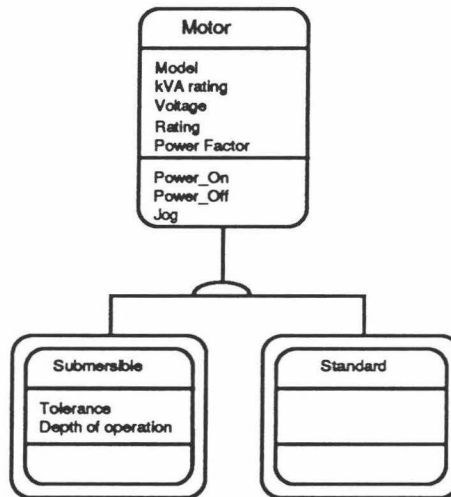 Motor
Model
kVA rating
Voltage
Rating
Power Factor
Power_On
Power_Off
Jog
Submersible
Tolerance
Depth of operation
Standard